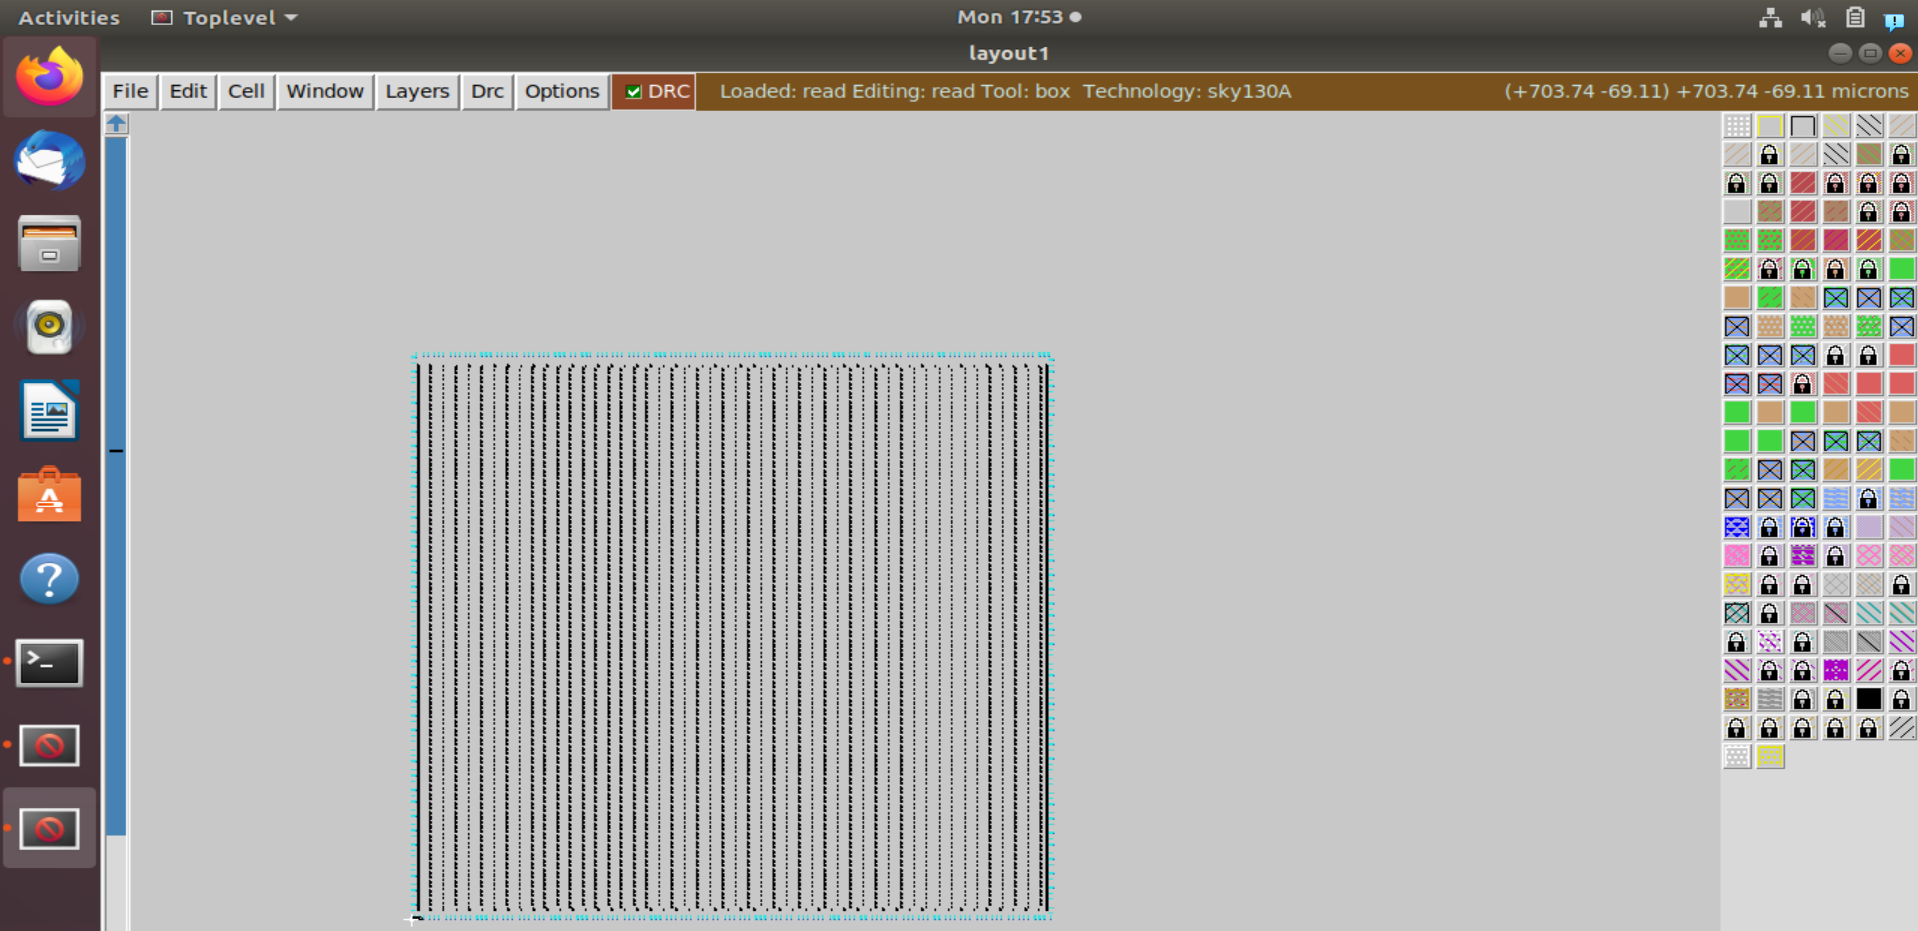 Activities Toplevel Mon 17:53
layout1
File Edit Cell Window Layers Drc Options DRC Loaded: read Editing: read Tool: box Technology: sky130A (+703.74 -69.11) +703.74 -69.11 microns